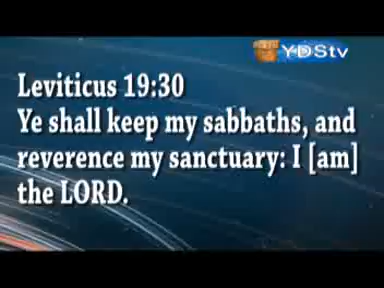 YDStv
Leviticus 19:30
Ye shall keep my sabbaths, and
reverence my sanctuary: I [am]
the LORD.